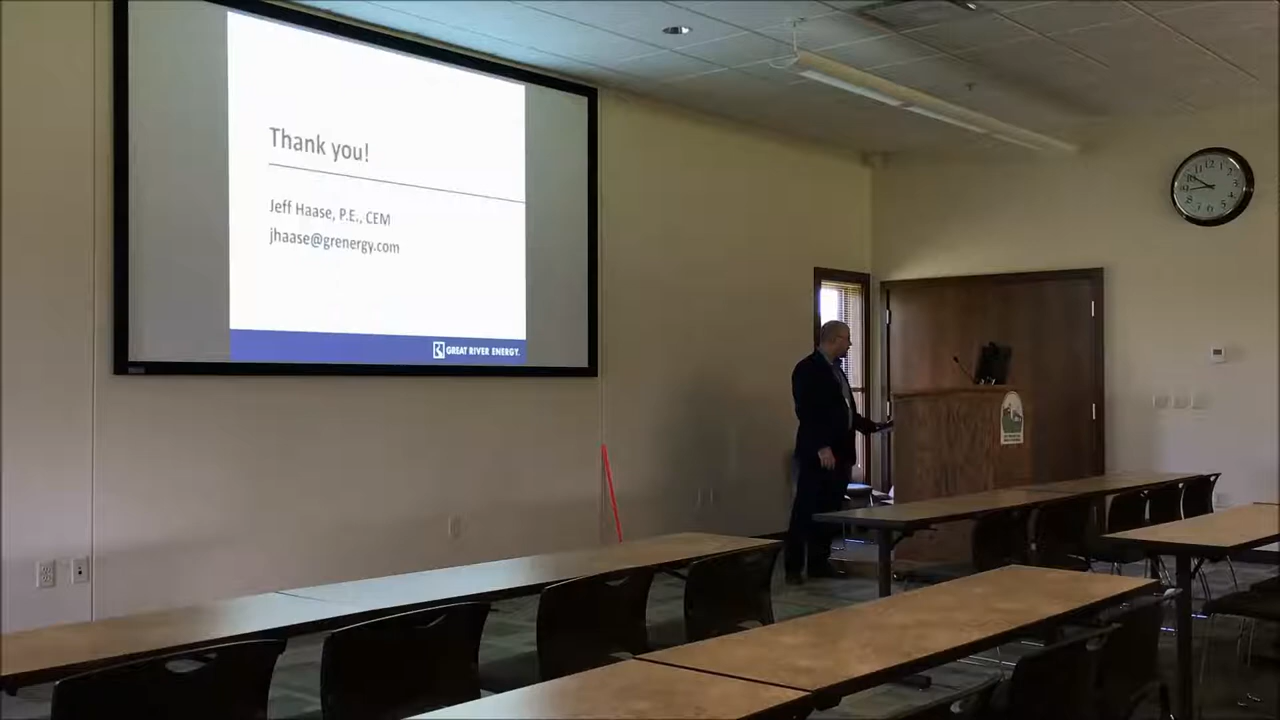 Thank you!
Jeff Haase, P.E., CEM
jhaase@grenergy.com
GREAT RIVER ENERGY.